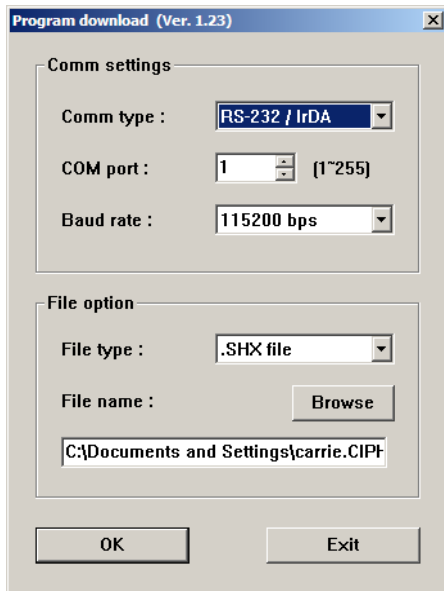 Program download (Ver. 1.23)
Comm settings
Comm type : RS-232 / IrDA
COM port : 1 (1~255)
Baud rate : 115200 bps
File option
File type : .SHX file
File name : Browse
C:\Documents and Settings\carrie.CIPH
OK Exit